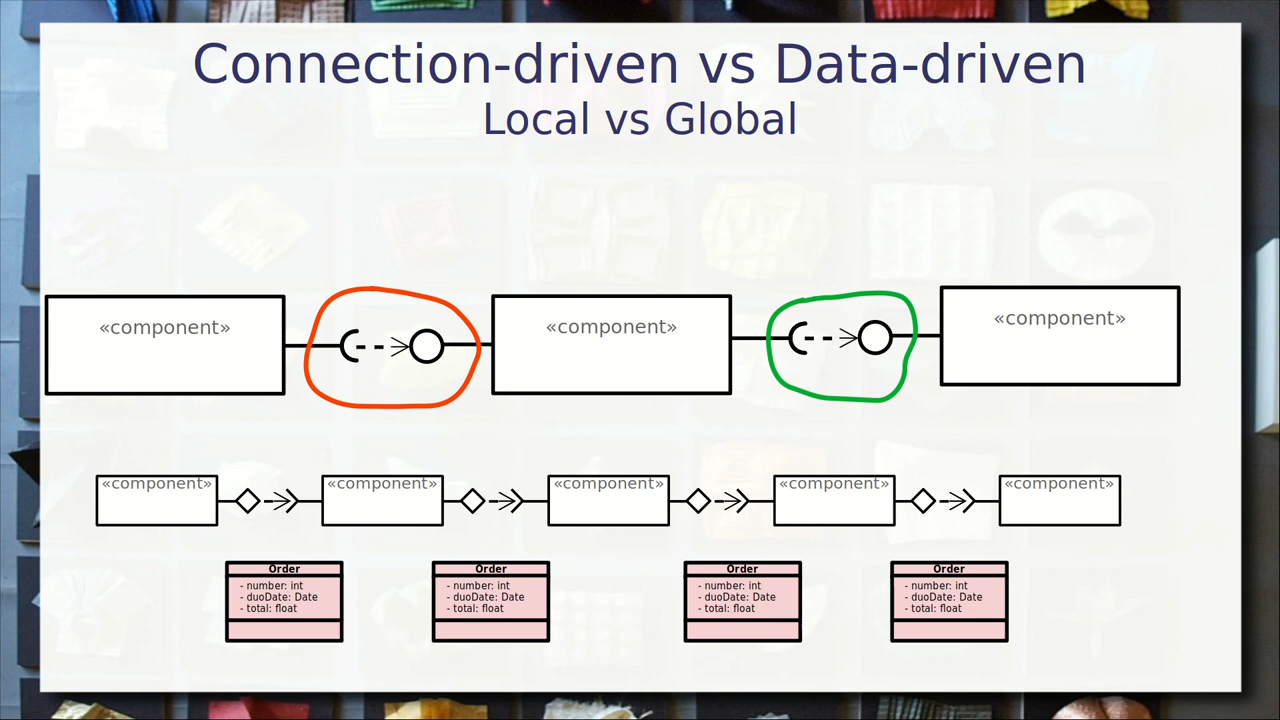 Connection-driven vs Data-driven
Local vs Global
«component» «component» «component»
«component» «component» «component» «component» «component»
Order Order Order Order
- number: int - number: int - number: int - number: int
- duoDate: Date - duoDate: Date - duoDate: Date - duoDate: Date
- total: float - total: float - total: float - total: float